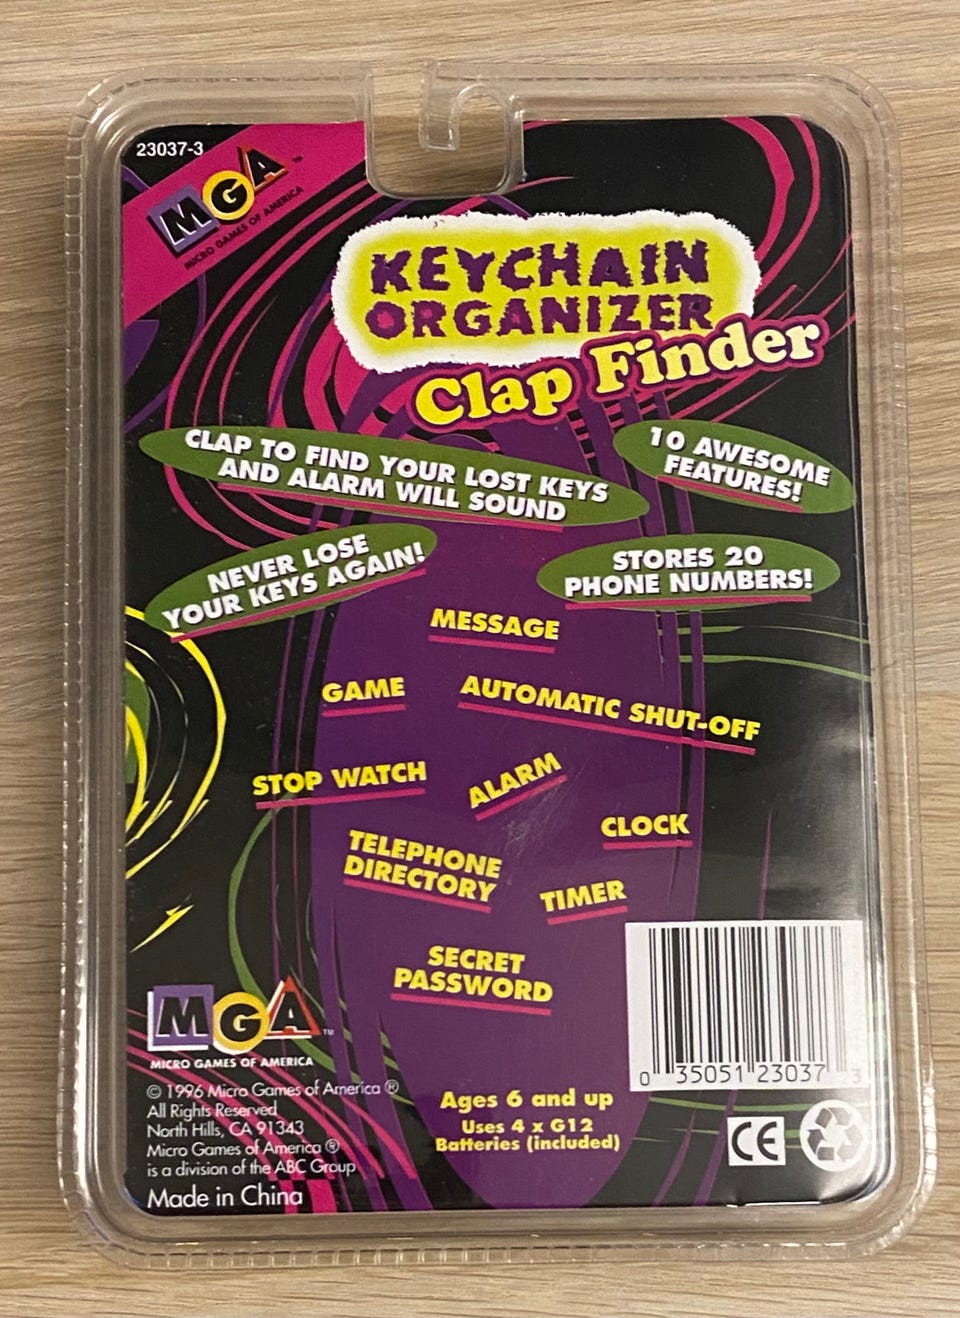 23037-3
MGA™
MICRO GAMES OF AMERICA
KEYCHAIN
ORGANIZER
Clap Finder
CLAP TO FIND YOUR LOST KEYS
AND ALARM WILL SOUND
10 AWESOME
FEATURES!
NEVER LOSE
YOUR KEYS AGAIN!
STORES 20
PHONE NUMBERS!
MESSAGE
GAME
AUTOMATIC SHUT-OFF
STOP WATCH
ALARM
CLOCK
TELEPHONE
DIRECTORY
TIMER
SECRET
PASSWORD
MGA™
MICRO GAMES OF AMERICA
© 1996 Micro Games of America ®
All Rights Reserved
North Hills, CA 91343
Micro Games of America ®
is a division of the ABC Group
Made in China
Ages 6 and up
Uses 4 x G12
Batteries (included)
0 35051 23037 3
CE